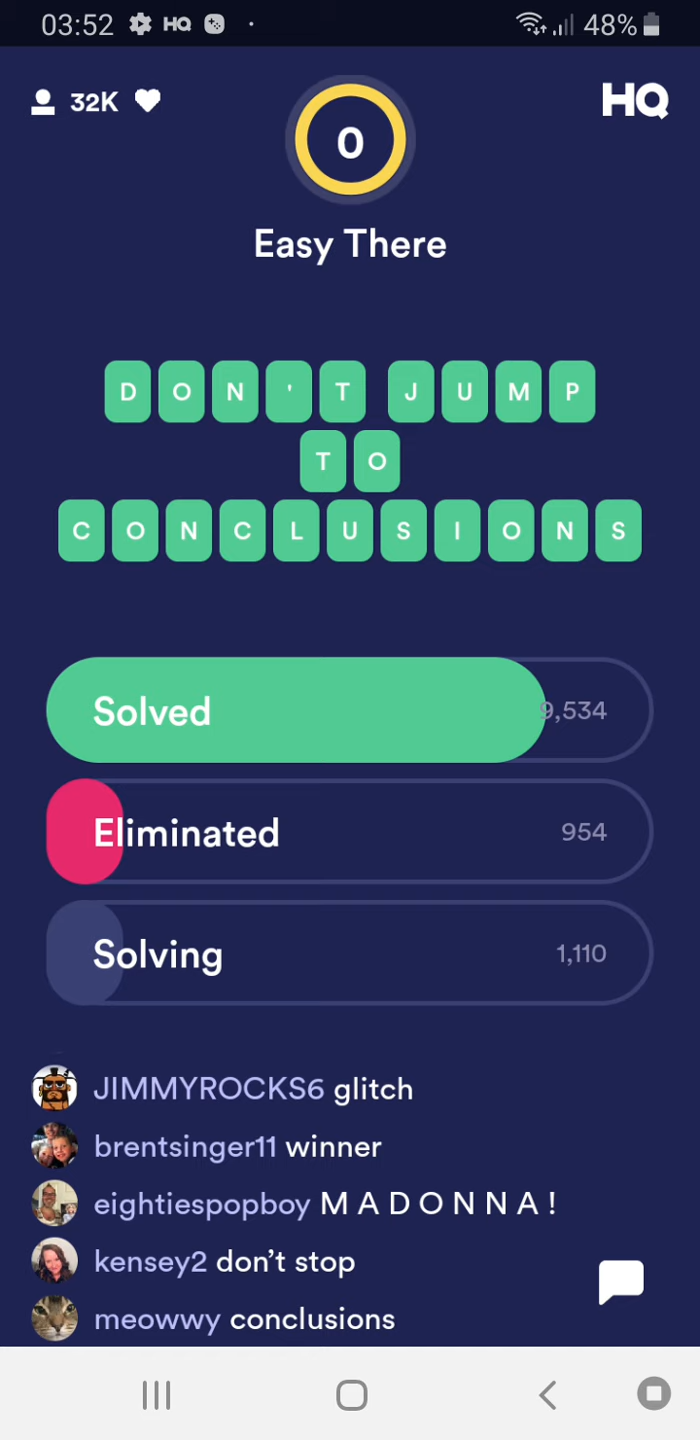 03:52 HQ 48%
32K HQ
0
Easy There
DON'T JUMP
TO
CONCLUSIONS
Solved 9,534
Eliminated 954
Solving 1,110
JIMMYROCKS6 glitch
brentsinger11 winner
eightiespopboy M A D O N N A !
kensey2 don’t stop
meowwy conclusions